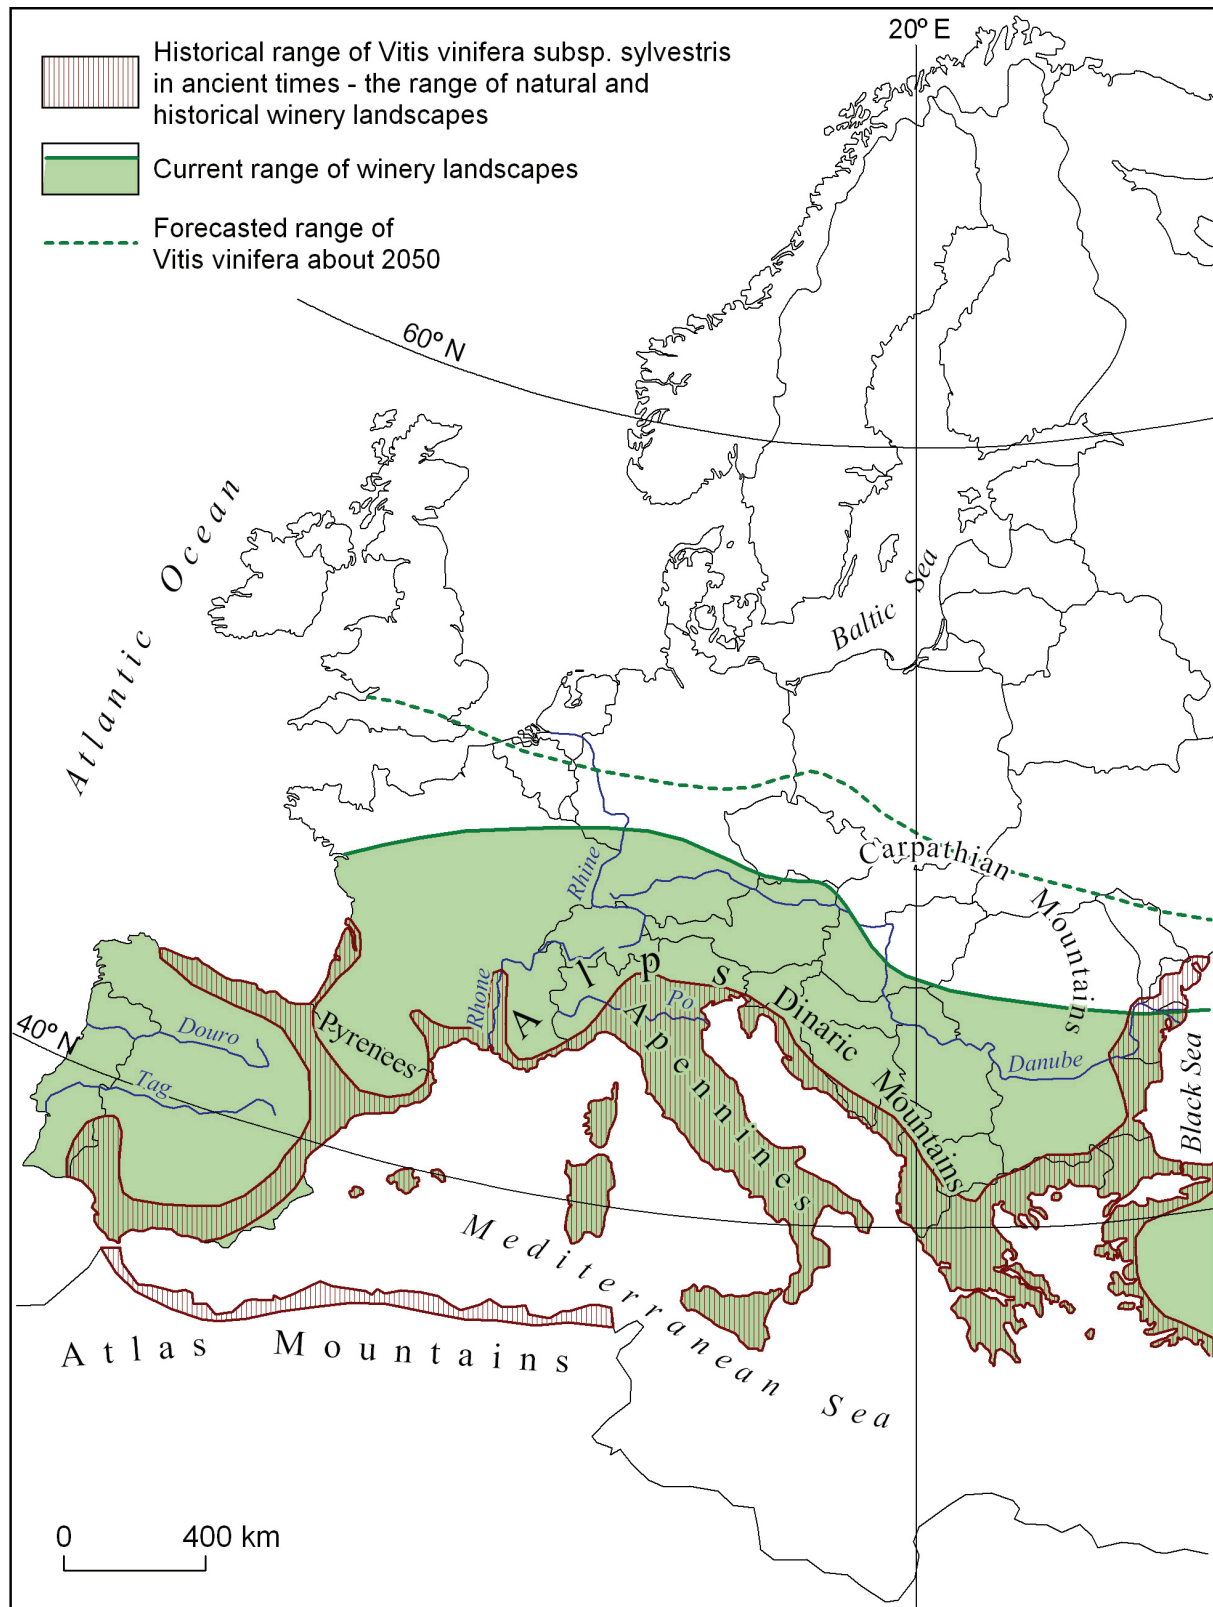 Historical range of Vitis vinifera subsp. sylvestris
in ancient times - the range of natural and
historical winery landscapes
Current range of winery landscapes
Forecasted range of
Vitis vinifera about 2050
20° E
60° N
Atlantic Ocean
Baltic Sea
Carpathian Mountains
Rhine
Rhone
Alps
Po
Apennines
Dinaric Mountains
Danube
Black Sea
Pyrenees
40° N
Douro
Tag
Mediterranean Sea
Atlas Mountains
0 400 km